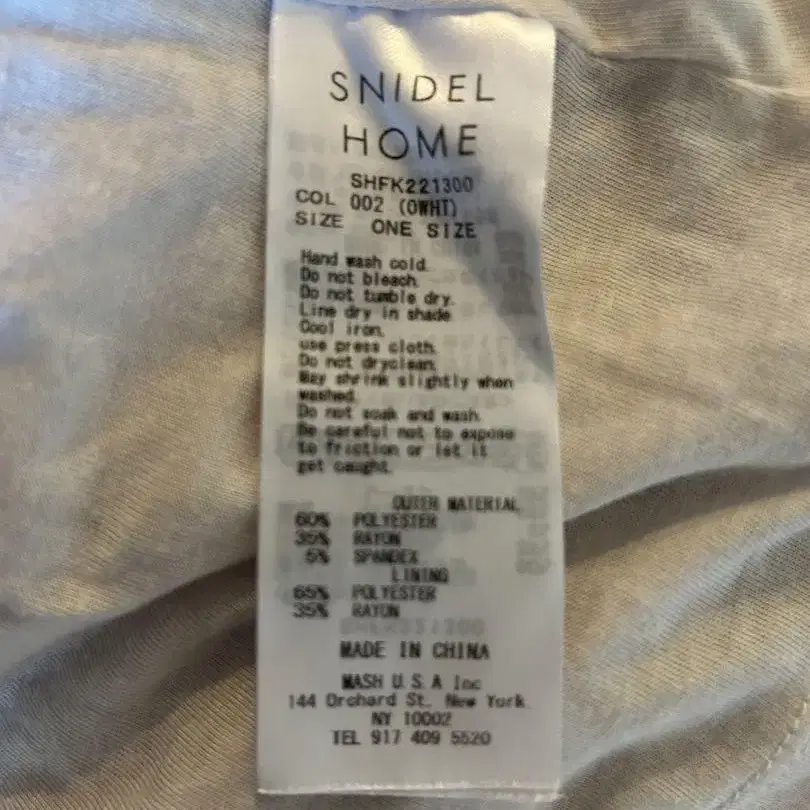 SNIDEL
HOME
SHFK221300
COL 002 (OWHT)
SIZE ONE SIZE
Hand wash cold.
Do not bleach.
Do not tumble dry.
Line dry in shade
Cool iron,
use press cloth.
Do not dryclean.
May shrink slightly when
washed.
Do not soak and wash.
Be careful not to expose
to friction or let it
get caught.
OUTER MATERIAL
60% POLYESTER
35% RAYON
5% SPANDEX
LINING
65% POLYESTER
35% RAYON
MADE IN CHINA
MASH U.S.A Inc
144 Orchard St. New York.
NY 10002
TEL 917 409 5520